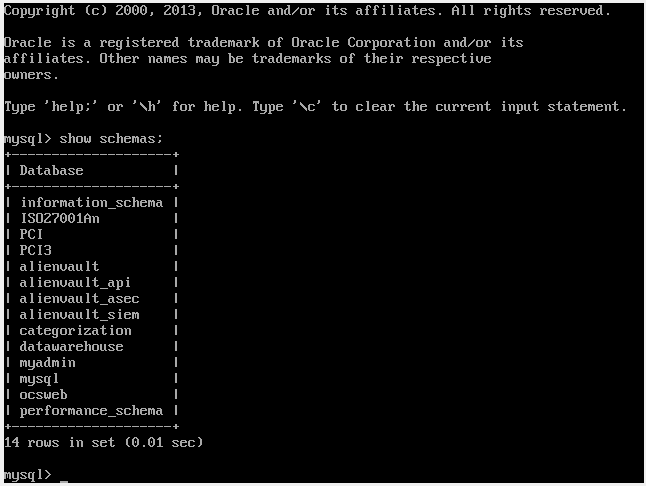 Copyright (c) 2000, 2013, Oracle and/or its affiliates. All rights reserved.
Oracle is a registered trademark of Oracle Corporation and/or its
affiliates. Other names may be trademarks of their respective
owners.
Type 'help;' or '\h' for help. Type '\c' to clear the current input statement.
mysql> show schemas;
+--------------------+
| Database           |
+--------------------+
| information_schema |
| ISO27001An         |
| PCI                |
| PCI3               |
| alienvault         |
| alienvault_api     |
| alienvault_asec    |
| alienvault_siem    |
| categorization     |
| datawarehouse      |
| myadmin            |
| mysql              |
| ocsweb             |
| performance_schema |
+--------------------+
14 rows in set (0.01 sec)
mysql> _